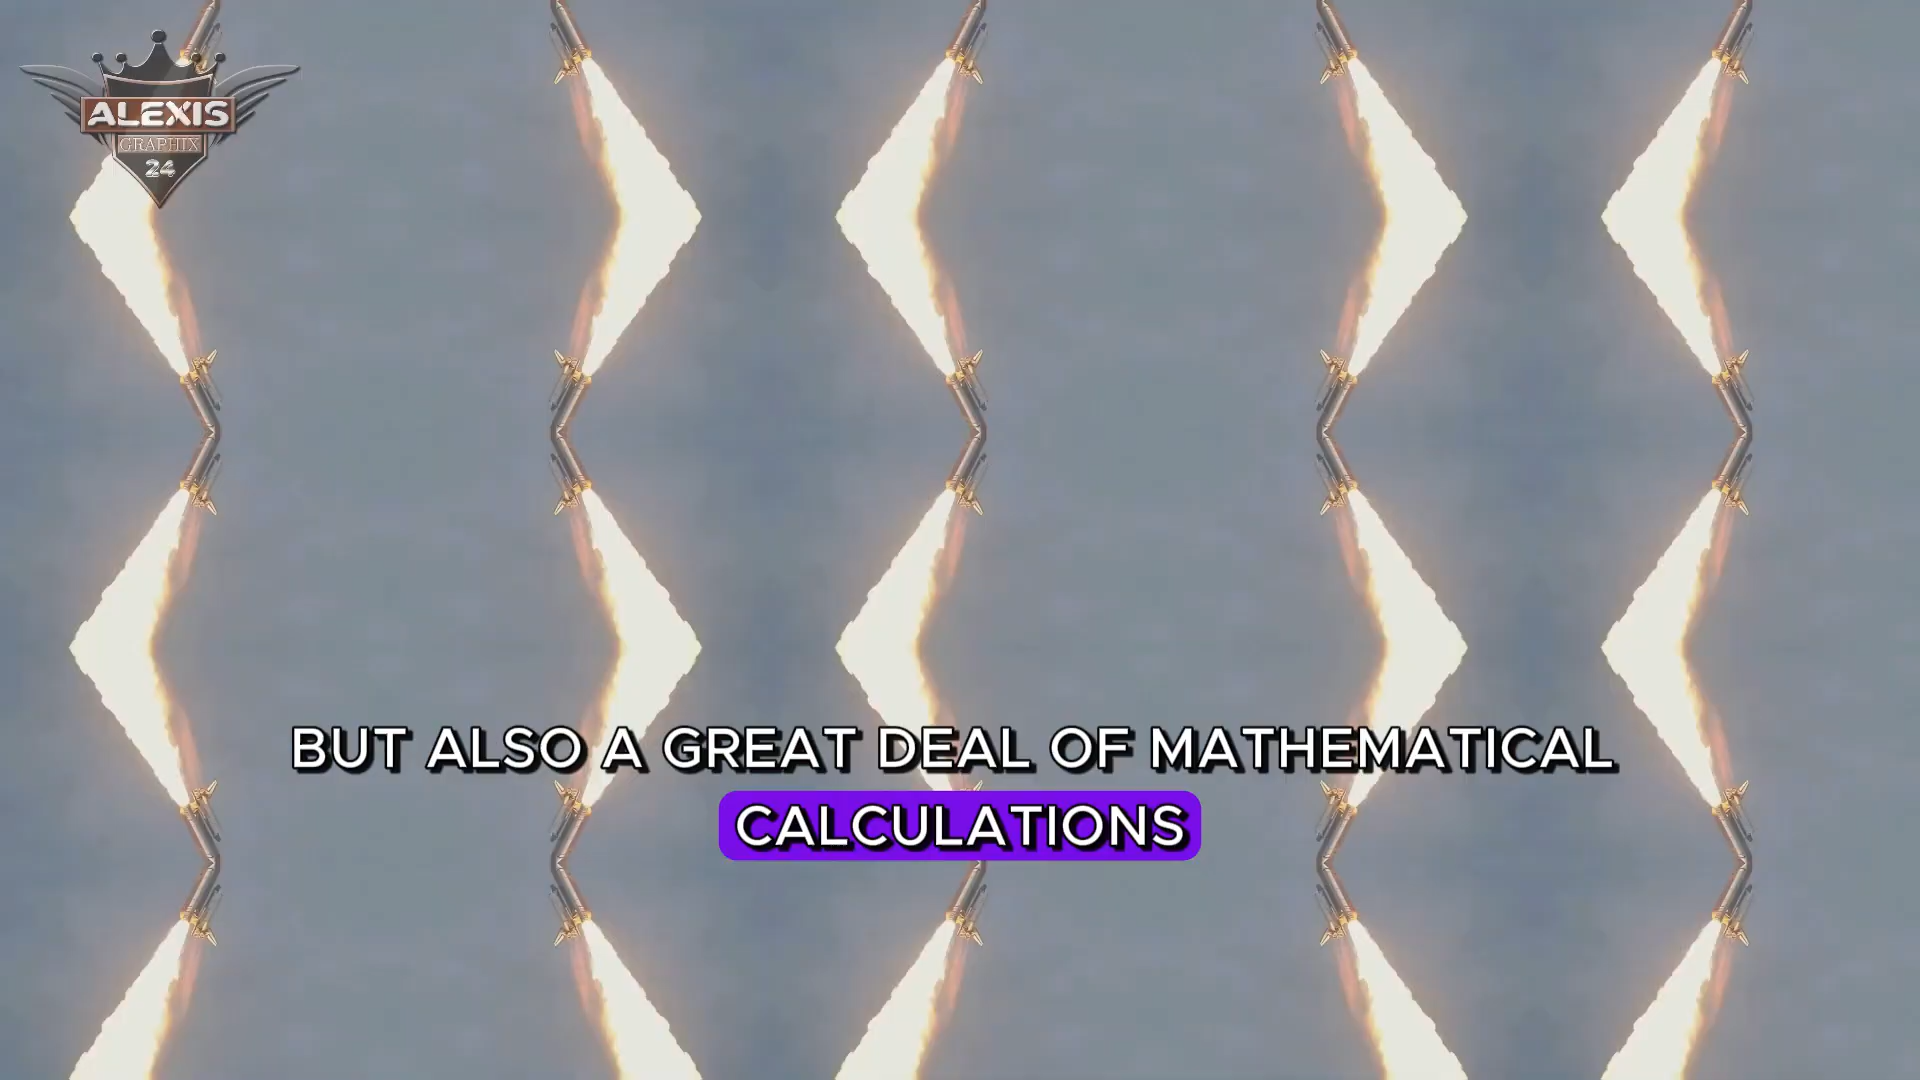 ALEXIS
GRAPHIX
24
BUT ALSO A GREAT DEAL OF MATHEMATICAL
CALCULATIONS